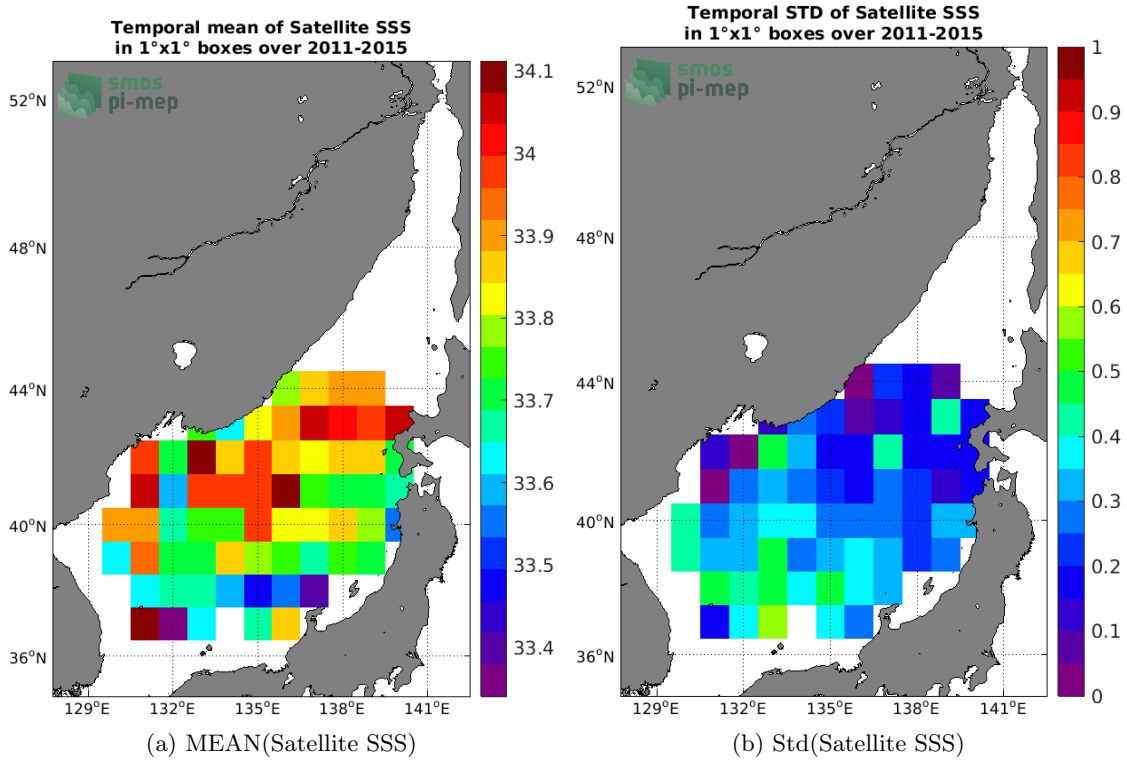 Temporal mean of Satellite SSS
in 1°x1° boxes over 2011-2015
smos
pi-mep
52°N
48°N
44°N
40°N
36°N
129°E
132°E
135°E
138°E
141°E
34.1
34
33.9
33.8
33.7
33.6
33.5
33.4
(a) MEAN(Satellite SSS)
Temporal STD of Satellite SSS
in 1°x1° boxes over 2011-2015
smos
pi-mep
52°N
48°N
44°N
40°N
36°N
129°E
132°E
135°E
138°E
141°E
1
0.9
0.8
0.7
0.6
0.5
0.4
0.3
0.2
0.1
0
(b) Std(Satellite SSS)